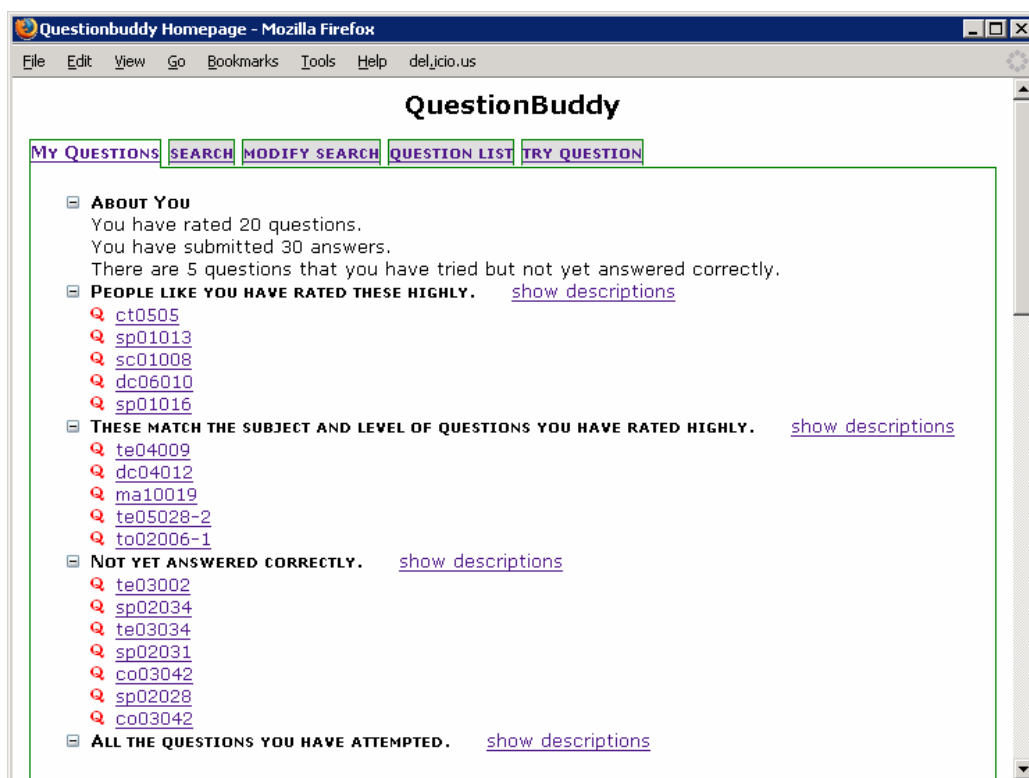 Questionbuddy Homepage - Mozilla Firefox
File Edit View Go Bookmarks Tools Help del.icio.us
QuestionBuddy
MY QUESTIONS SEARCH MODIFY SEARCH QUESTION LIST TRY QUESTION
ABOUT YOU
You have rated 20 questions.
You have submitted 30 answers.
There are 5 questions that you have tried but not yet answered correctly.
PEOPLE LIKE YOU HAVE RATED THESE HIGHLY. show descriptions
Q ct0505
Q sp01013
Q sc01008
Q dc06010
Q sp01016
THESE MATCH THE SUBJECT AND LEVEL OF QUESTIONS YOU HAVE RATED HIGHLY. show descriptions
Q te04009
Q dc04012
Q ma10019
Q te05028-2
Q to02006-1
NOT YET ANSWERED CORRECTLY. show descriptions
Q te03002
Q sp02034
Q te03034
Q sp02031
Q co03042
Q sp02028
Q co03042
ALL THE QUESTIONS YOU HAVE ATTEMPTED. show descriptions